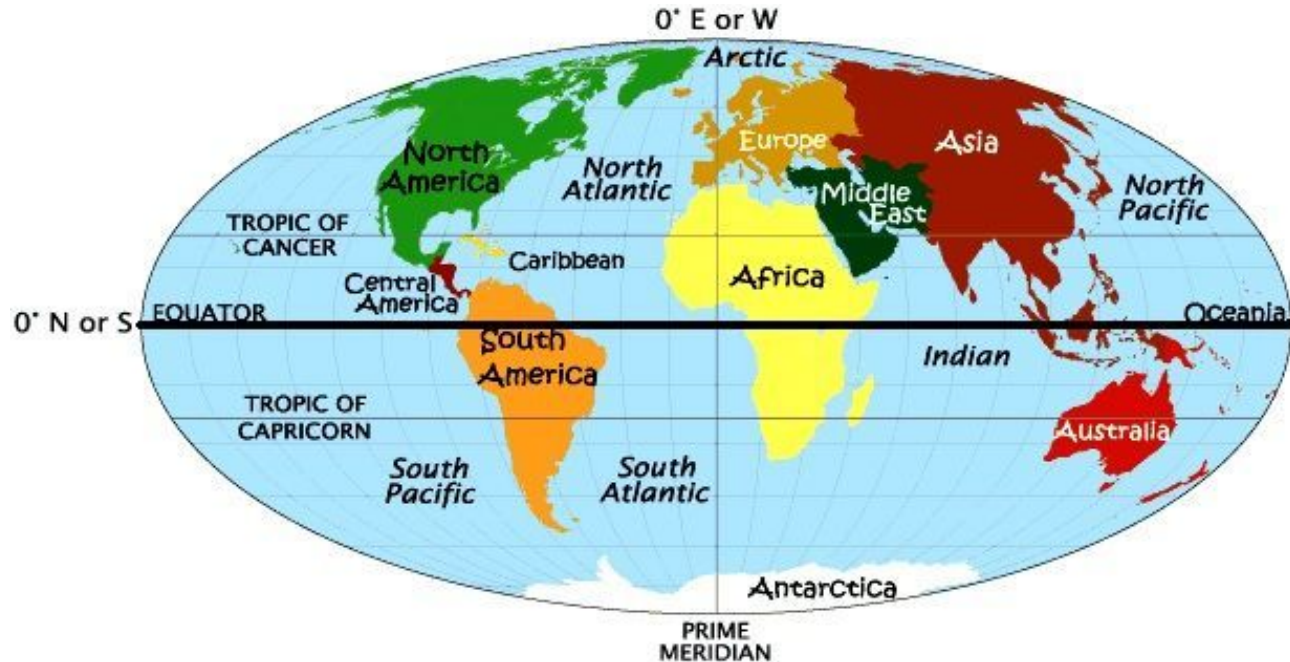 0° E or W
Arctic
North
America
North
Atlantic
Europe
Asia
Middle
East
North
Pacific
TROPIC OF
CANCER
Caribbean
Central
America
Africa
0° N or S
EQUATOR
Oceania
South
America
Indian
TROPIC OF
CAPRICORN
Australia
South
Pacific
South
Atlantic
Antarctica
PRIME
MERIDIAN